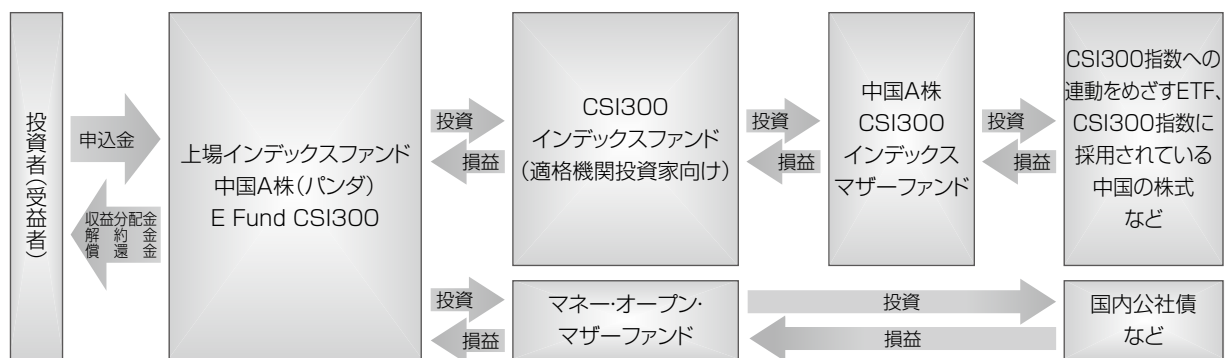 投資者(受益者)
申込金
収益分配金
解約金
償還金
上場インデックスファンド
中国A株(パンダ)
E Fund CSI300
投資
損益
CSI300
インデックスファンド
(適格機関投資家向け)
投資
損益
中国A株
CSI300
インデックス
マザーファンド
投資
損益
CSI300指数への
連動をめざすETF、
CSI300指数に
採用されている
中国の株式
など
投資
損益
マネー・オープン・
マザーファンド
投資
損益
国内公社債
など